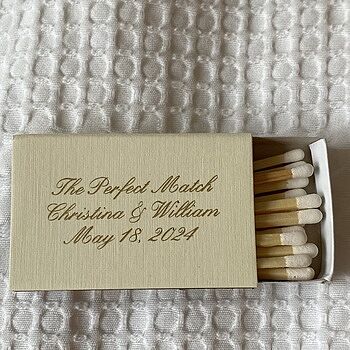 The Perfect Match
Christina & William
May 18, 2024